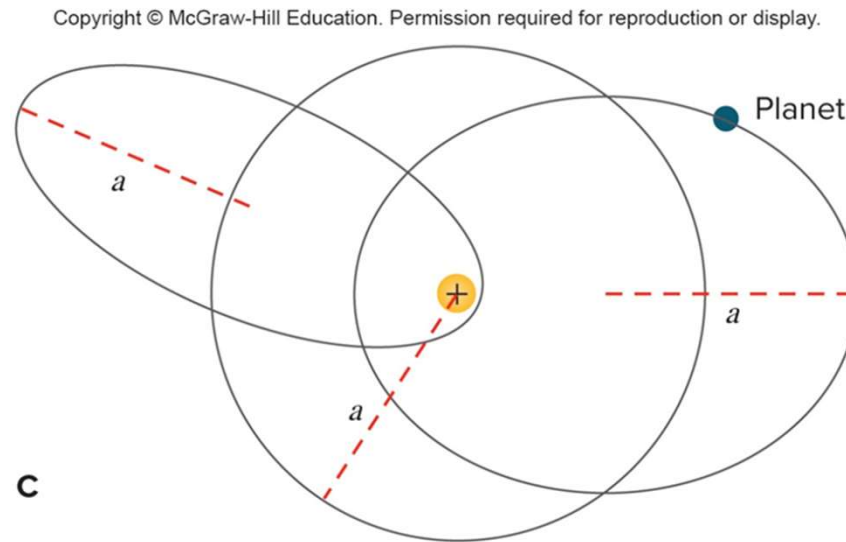 Copyright © McGraw-Hill Education. Permission required for reproduction or display.
Planet
a
a
a
C